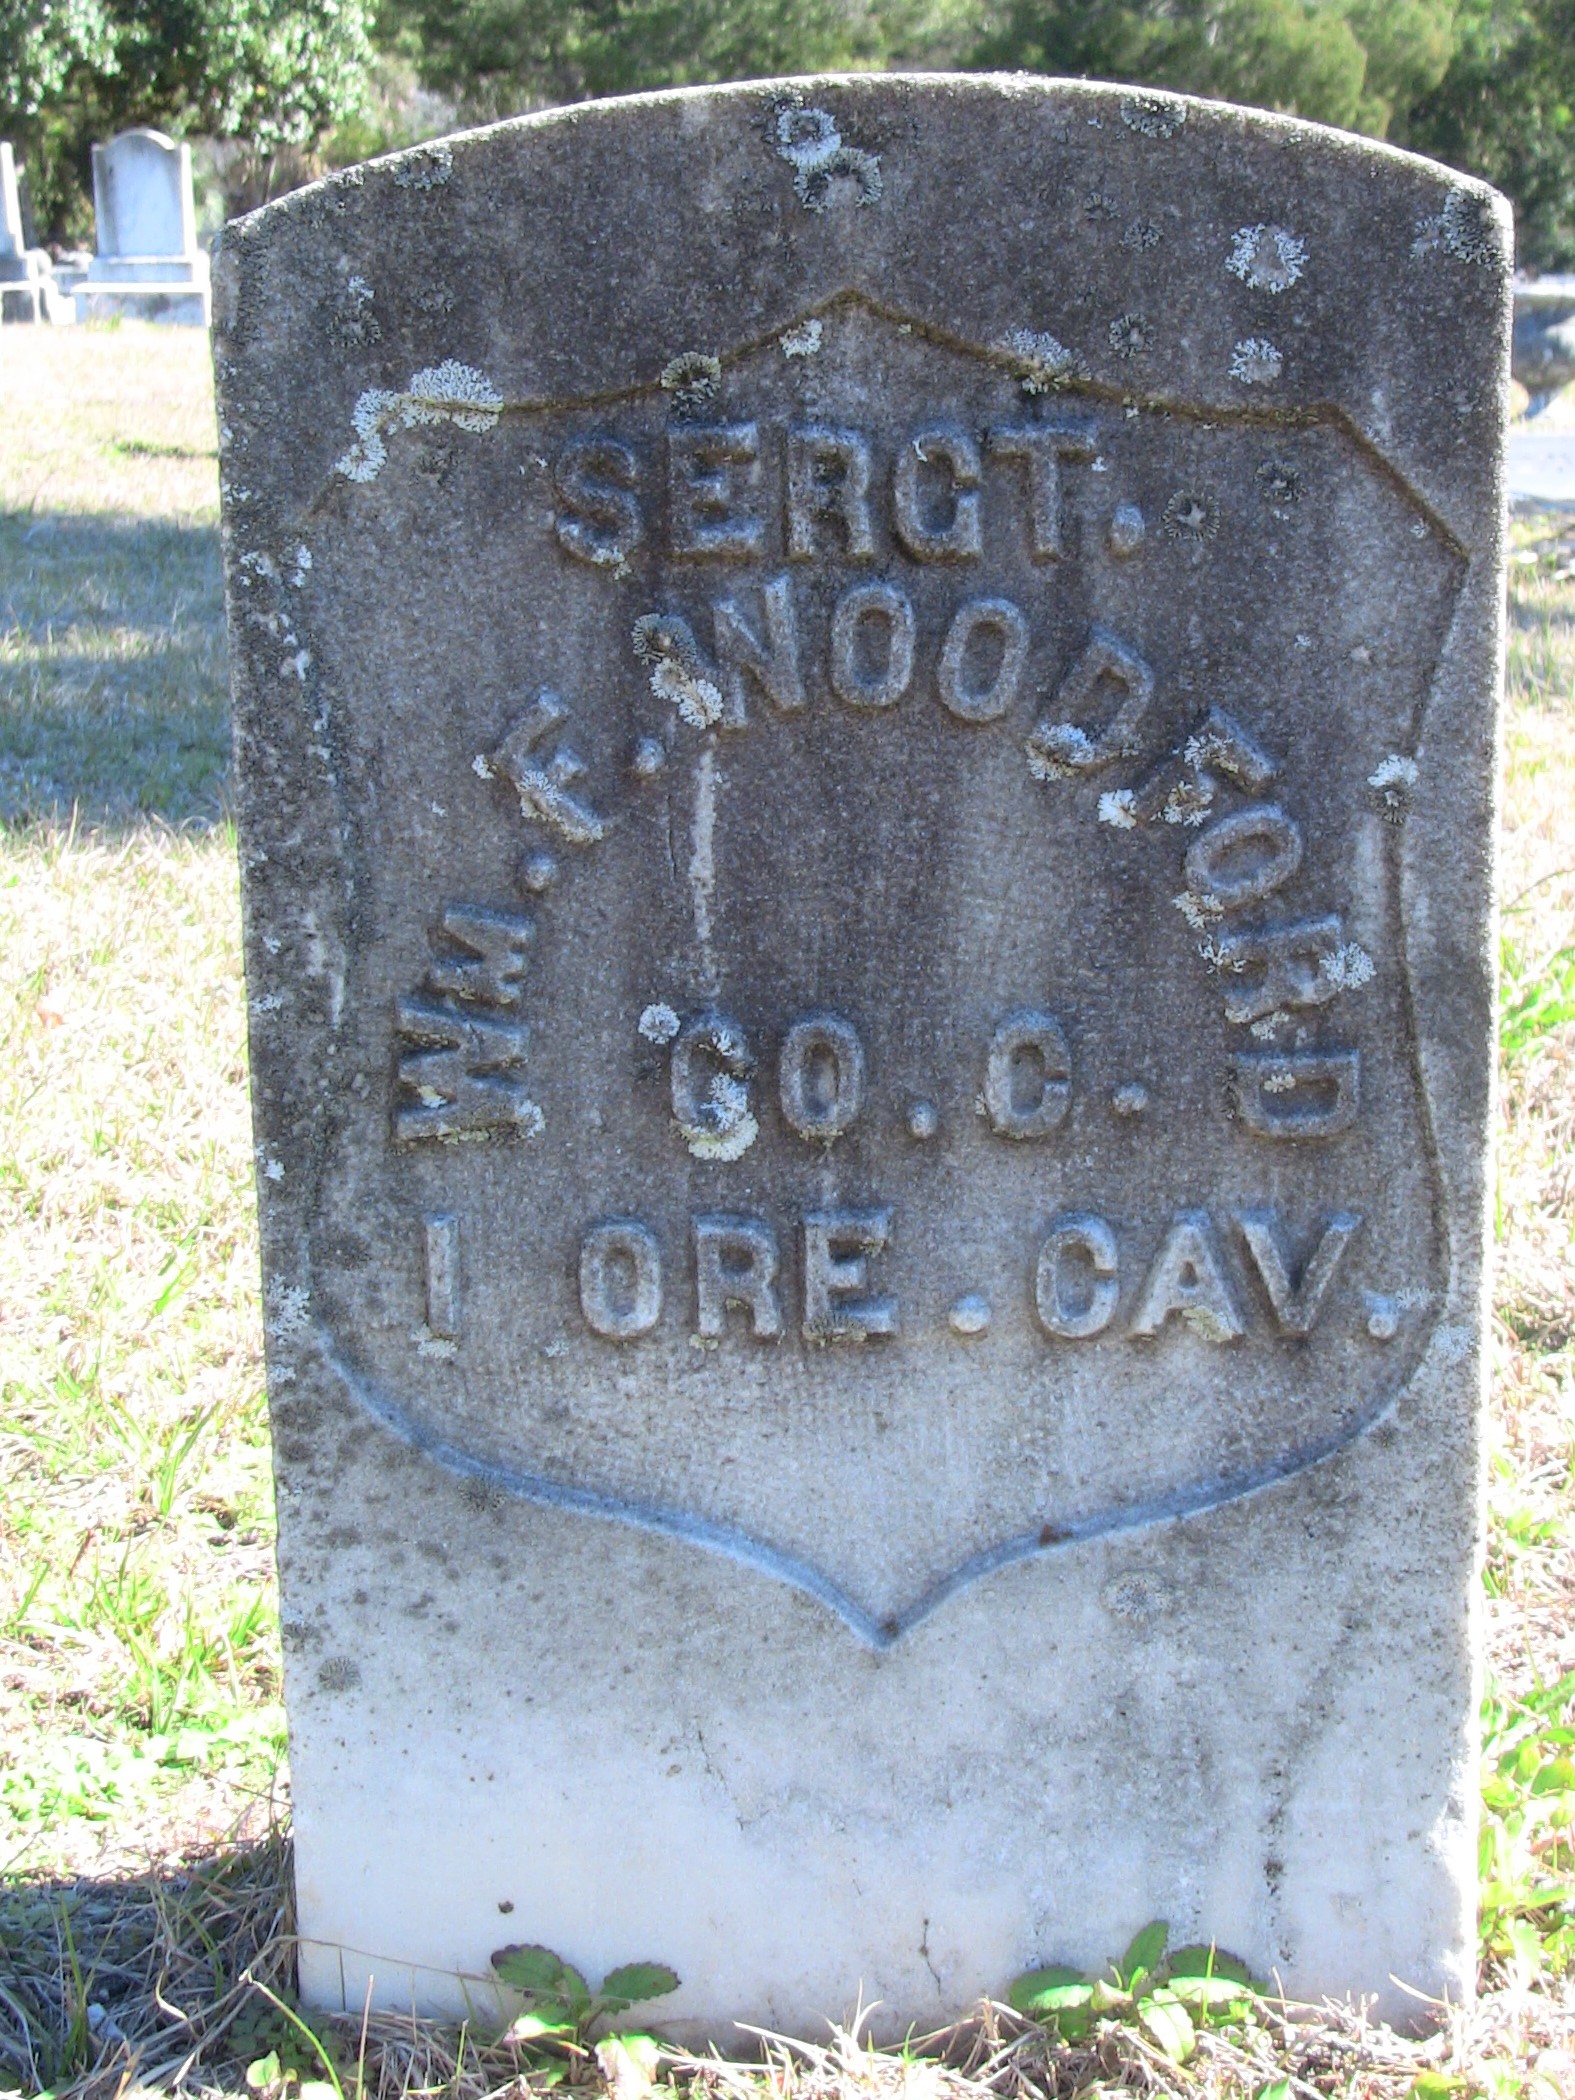 SERGT.
WM. F. WOODFORD
CO. C.
1 ORE. CAV.